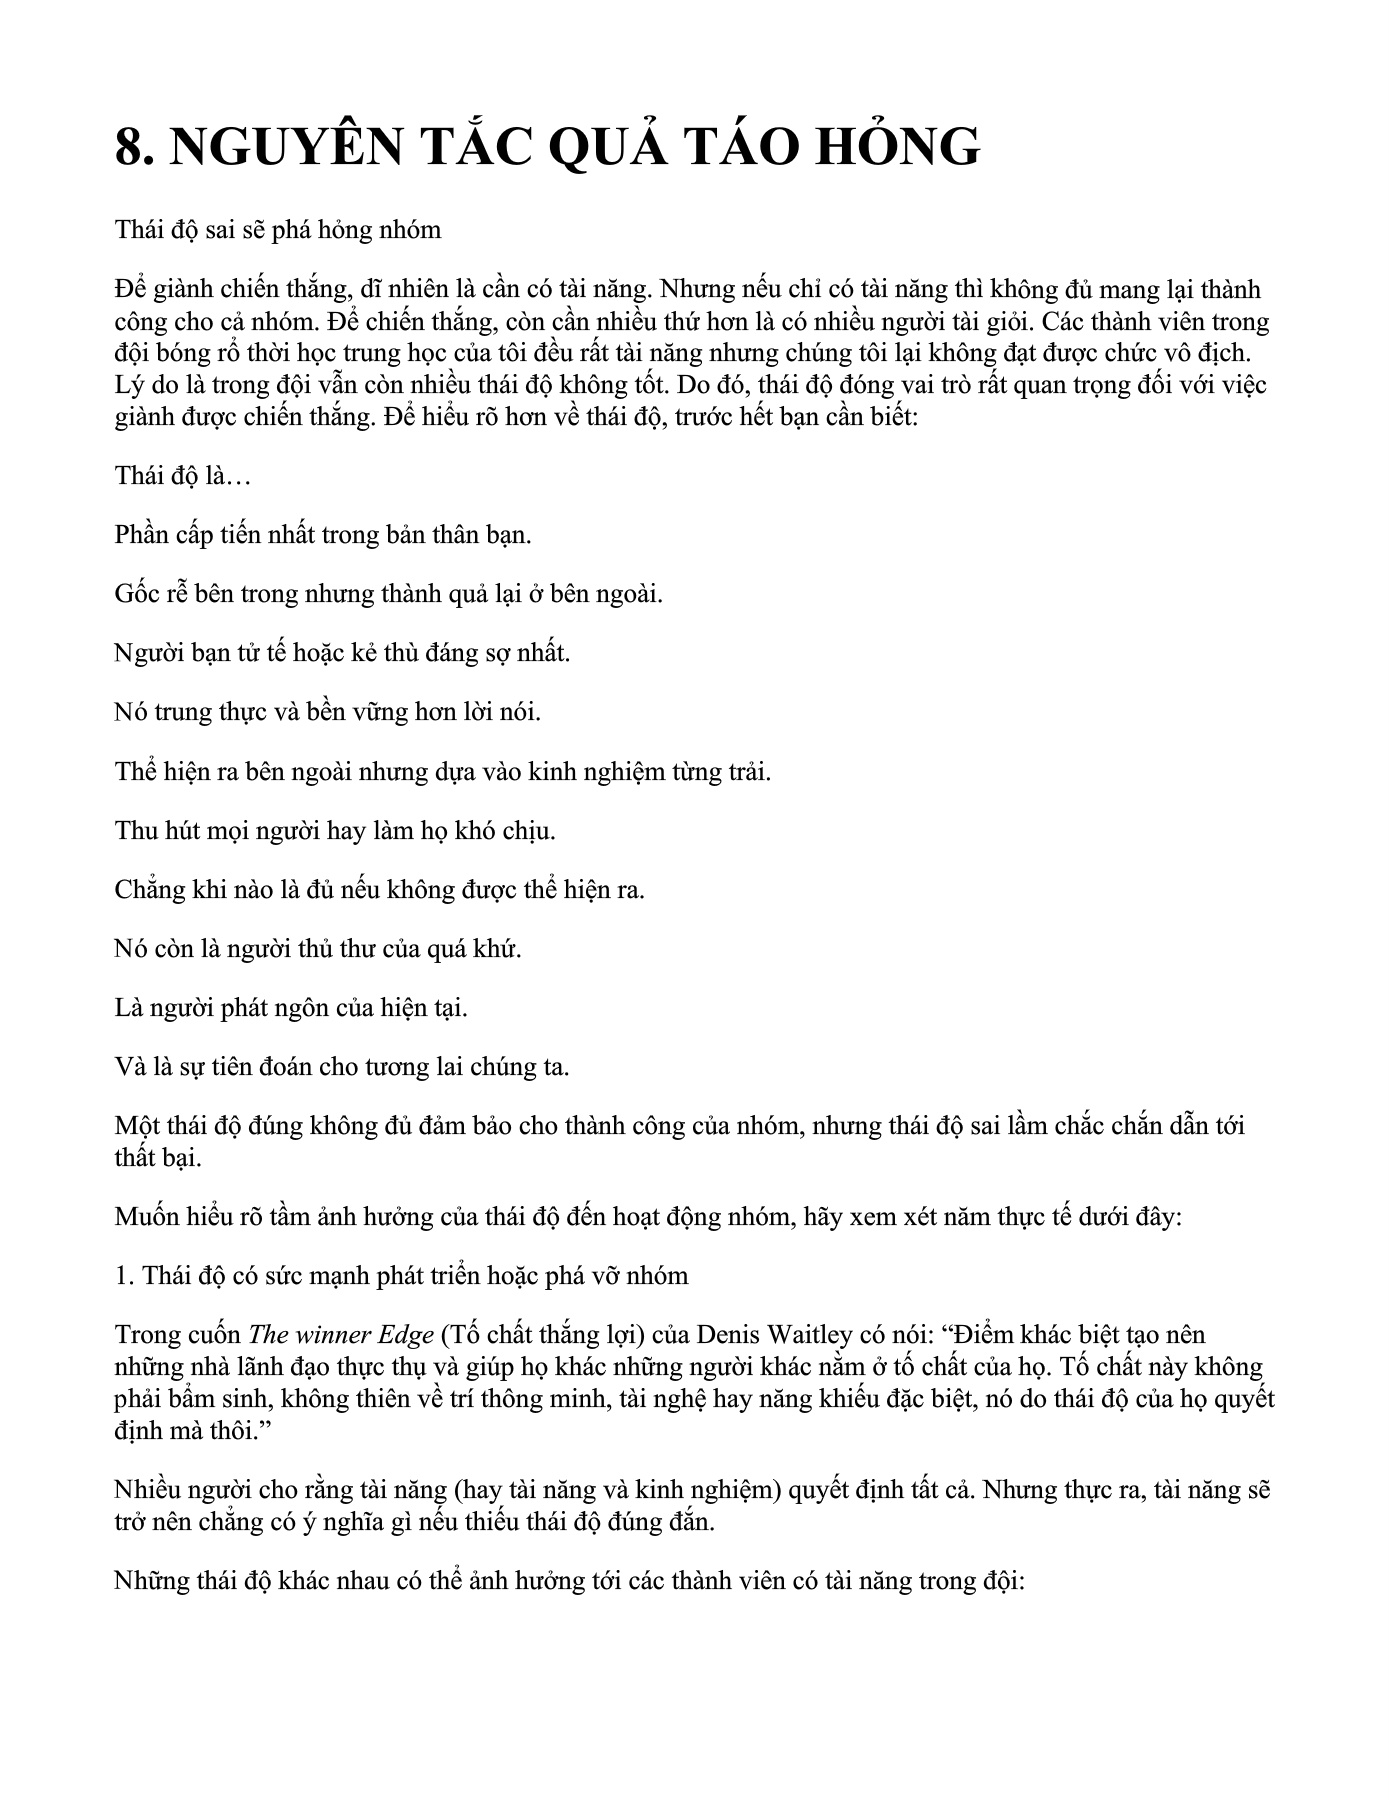 8. NGUYÊN TẮC QUẢ TÁO HỎNG
Thái độ sai sẽ phá hỏng nhóm
Để giành chiến thắng, dĩ nhiên là cần có tài năng. Nhưng nếu chỉ có tài năng thì không đủ mang lại thành
công cho cả nhóm. Để chiến thắng, còn cần nhiều thứ hơn là có nhiều người tài giỏi. Các thành viên trong
đội bóng rổ thời học trung học của tôi đều rất tài năng nhưng chúng tôi lại không đạt được chức vô địch.
Lý do là trong đội vẫn còn nhiều thái độ không tốt. Do đó, thái độ đóng vai trò rất quan trọng đối với việc
giành được chiến thắng. Để hiểu rõ hơn về thái độ, trước hết bạn cần biết:
Thái độ là…
Phần cấp tiến nhất trong bản thân bạn.
Gốc rễ bên trong nhưng thành quả lại ở bên ngoài.
Người bạn tử tế hoặc kẻ thù đáng sợ nhất.
Nó trung thực và bền vững hơn lời nói.
Thể hiện ra bên ngoài nhưng dựa vào kinh nghiệm từng trải.
Thu hút mọi người hay làm họ khó chịu.
Chẳng khi nào là đủ nếu không được thể hiện ra.
Nó còn là người thủ thư của quá khứ.
Là người phát ngôn của hiện tại.
Và là sự tiên đoán cho tương lai chúng ta.
Một thái độ đúng không đủ đảm bảo cho thành công của nhóm, nhưng thái độ sai lầm chắc chắn dẫn tới
thất bại.
Muốn hiểu rõ tầm ảnh hưởng của thái độ đến hoạt động nhóm, hãy xem xét năm thực tế dưới đây:
1. Thái độ có sức mạnh phát triển hoặc phá vỡ nhóm
Trong cuốn The winner Edge (Tố chất thắng lợi) của Denis Waitley có nói: “Điểm khác biệt tạo nên
những nhà lãnh đạo thực thụ và giúp họ khác những người khác nằm ở tố chất của họ. Tố chất này không
phải bẩm sinh, không thiên về trí thông minh, tài nghệ hay năng khiếu đặc biệt, nó do thái độ của họ quyết
định mà thôi.”
Nhiều người cho rằng tài năng (hay tài năng và kinh nghiệm) quyết định tất cả. Nhưng thực ra, tài năng sẽ
trở nên chẳng có ý nghĩa gì nếu thiếu thái độ đúng đắn.
Những thái độ khác nhau có thể ảnh hưởng tới các thành viên có tài năng trong đội: